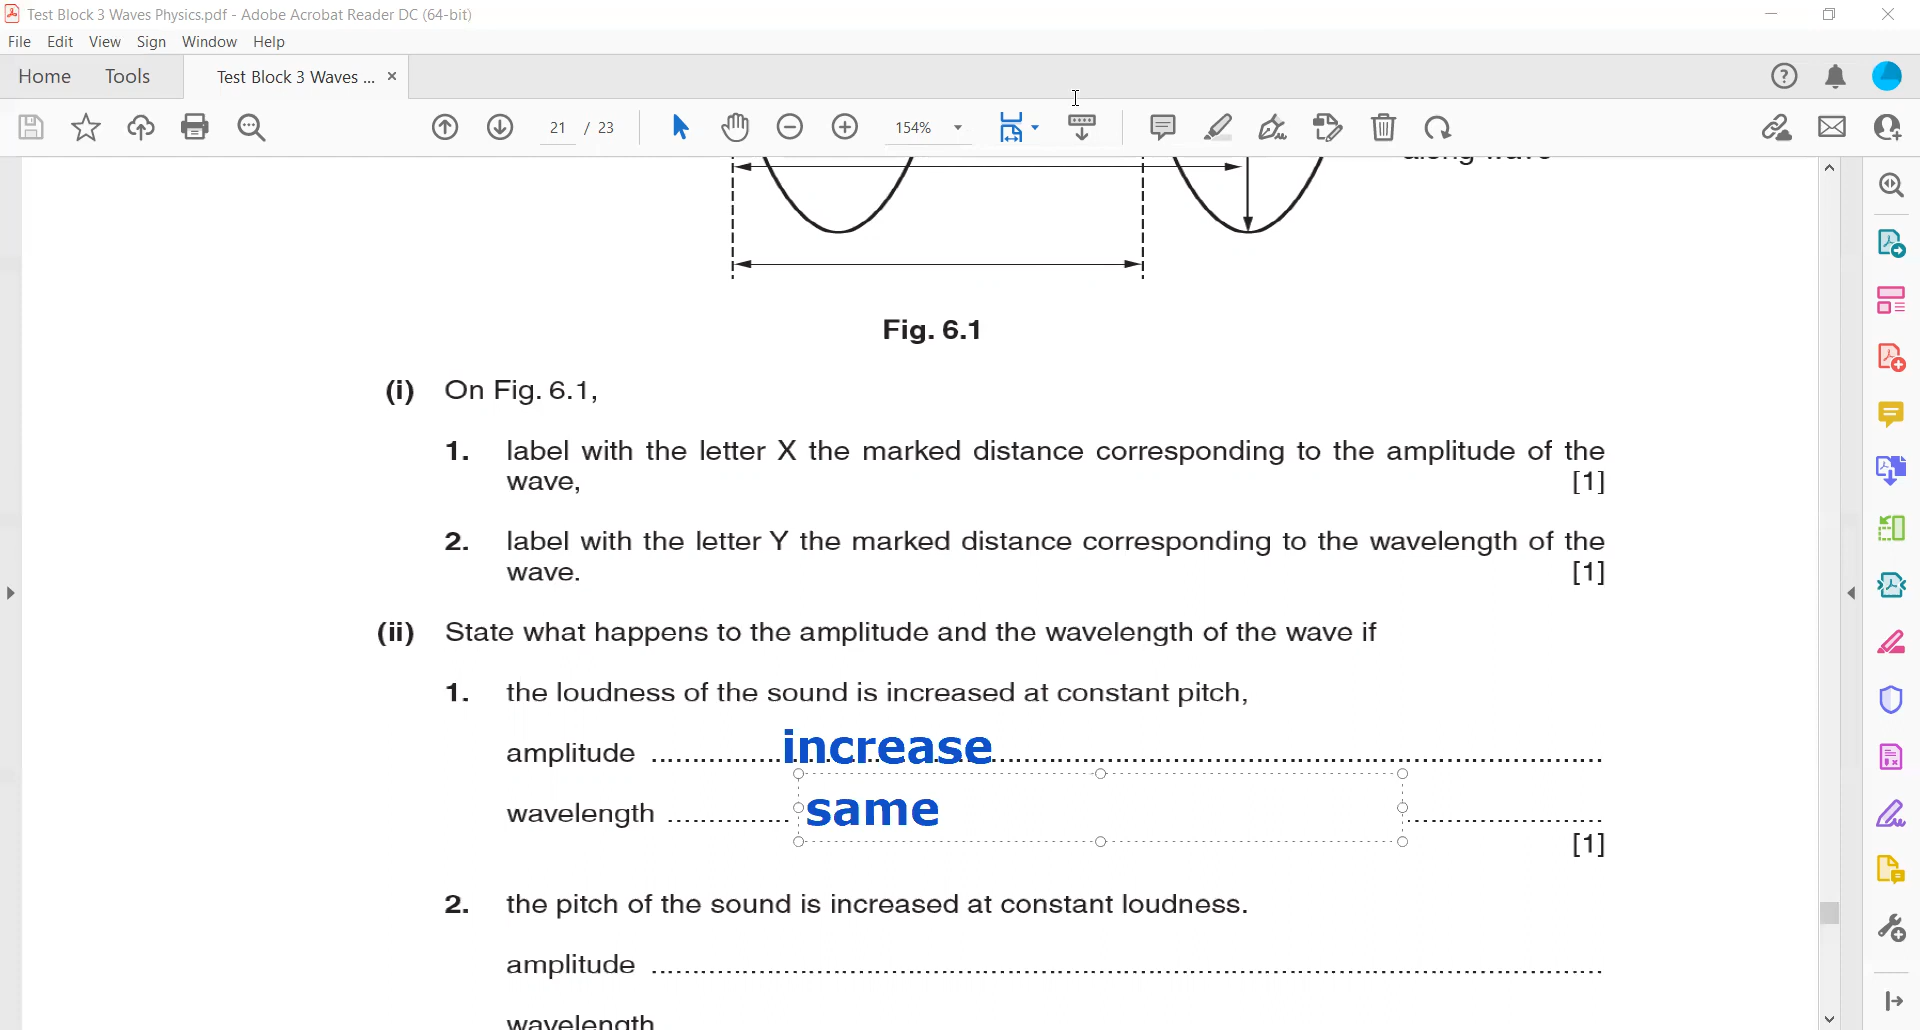 Test Block 3 Waves Physics.pdf - Adobe Acrobat Reader DC (64-bit)
File Edit View Sign Window Help
Home Tools Test Block 3 Waves ... ×
21 / 23 154%
along wave
Fig. 6.1
(i) On Fig. 6.1,
1. label with the letter X the marked distance corresponding to the amplitude of the
wave, [1]
2. label with the letter Y the marked distance corresponding to the wavelength of the
wave. [1]
(ii) State what happens to the amplitude and the wavelength of the wave if
1. the loudness of the sound is increased at constant pitch,
amplitude increase
wavelength same
[1]
2. the pitch of the sound is increased at constant loudness.
amplitude
wavelength